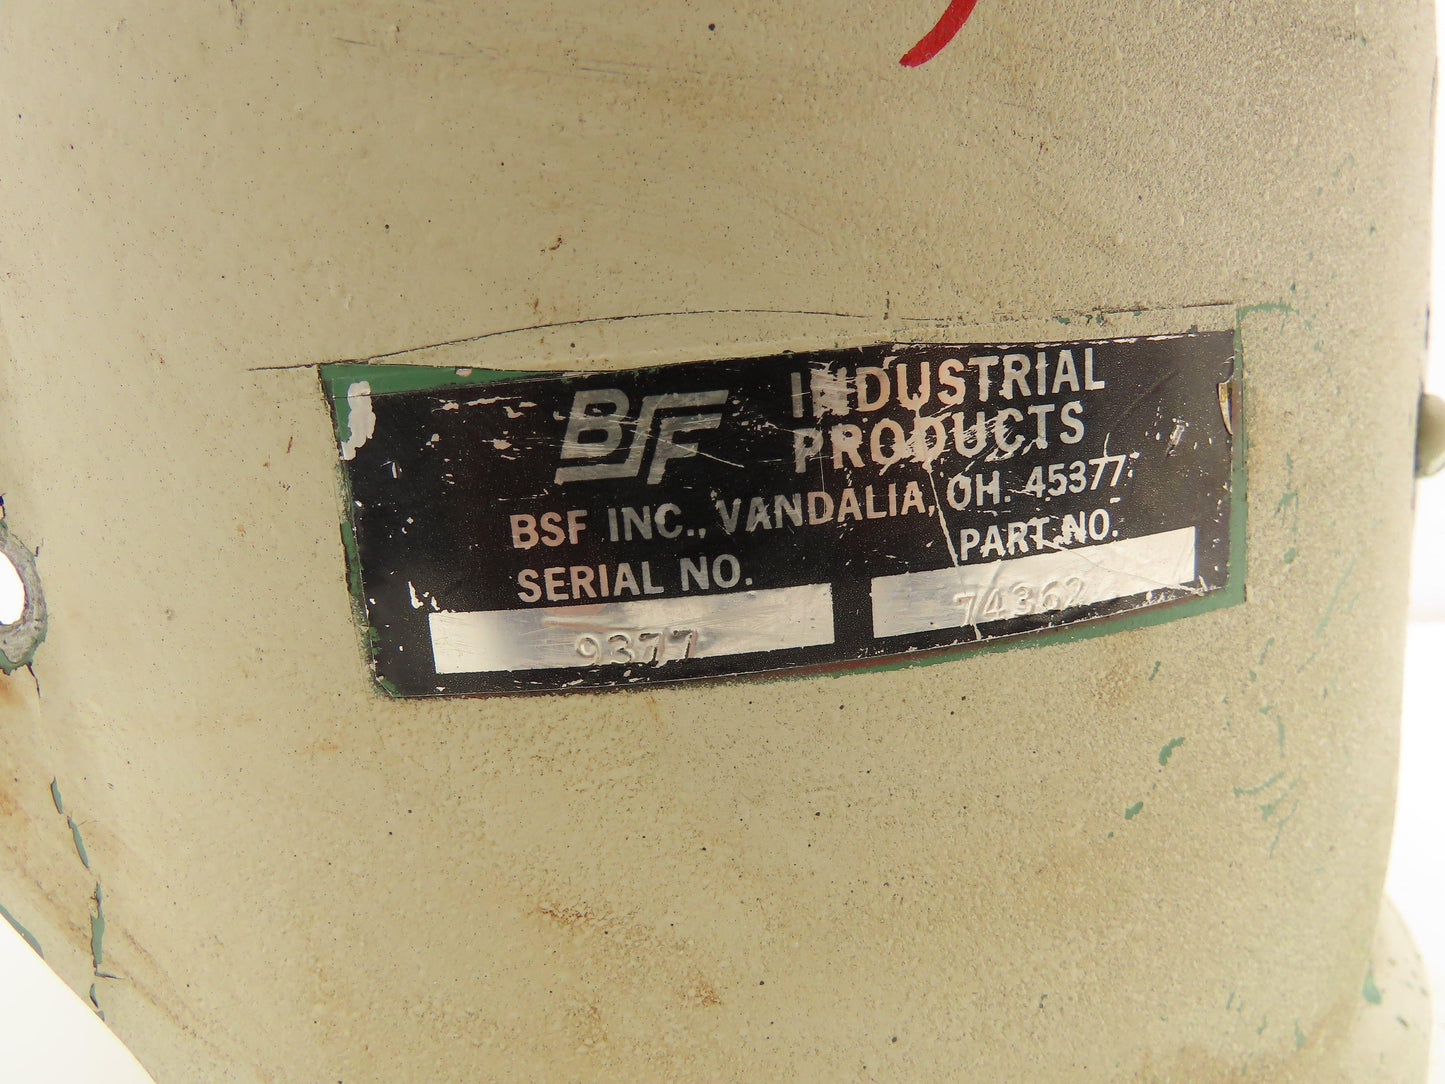 BSF INDUSTRIAL
PRODUCTS
BSF INC., VANDALIA, OH. 45377
SERIAL NO. PART NO.
9377 74362